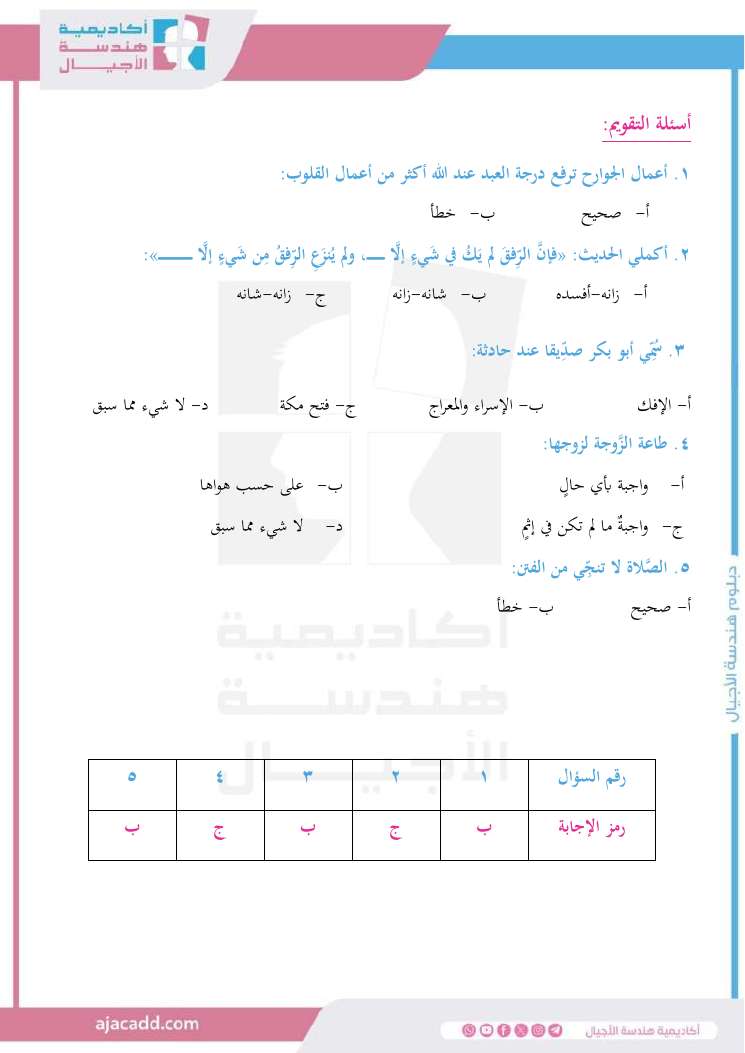 أكاديمية
هندسة
الأجيال
أسئلة التقويم:
١. أعمال الجوارح ترفع درجة العبد عند الله أكثر من أعمال القلوب:
أ- صحيح ب- خطأ
٢. أكملي الحديث: «فإنَّ الرِّفقَ لم يَكُ في شَيءٍ إلَّا ـــ، ولم يُنزَعِ الرِّفقُ مِن شَيءٍ إلَّا ـــــ»:
أ- زانه-أفسده ب- شانه-زانه ج- زانه-شانه
٣. سُمِّي أبو بكر صدِّيقا عند حادثة:
أ- الإفك ب- الإسراء والمعراج ج- فتح مكة د- لا شيء مما سبق
٤. طاعة الزَّوجة لزوجها:
أ- واجبة بأي حالٍ ب- على حسب هواها
ج- واجبةٌ ما لم تكن في إثمٍ د- لا شيء مما سبق
٥. الصَّلاة لا تنجِّي من الفتن:
أ- صحيح ب- خطأ
أكاديمية
هندسة
الأجيال
رقم السؤال ١ ٢ ٣ ٤ ٥
رمز الإجابة ب ج ب ج ب
دبلوم هندسة الأجيال
أكاديمية هندسة الأجيال
ajacadd.com